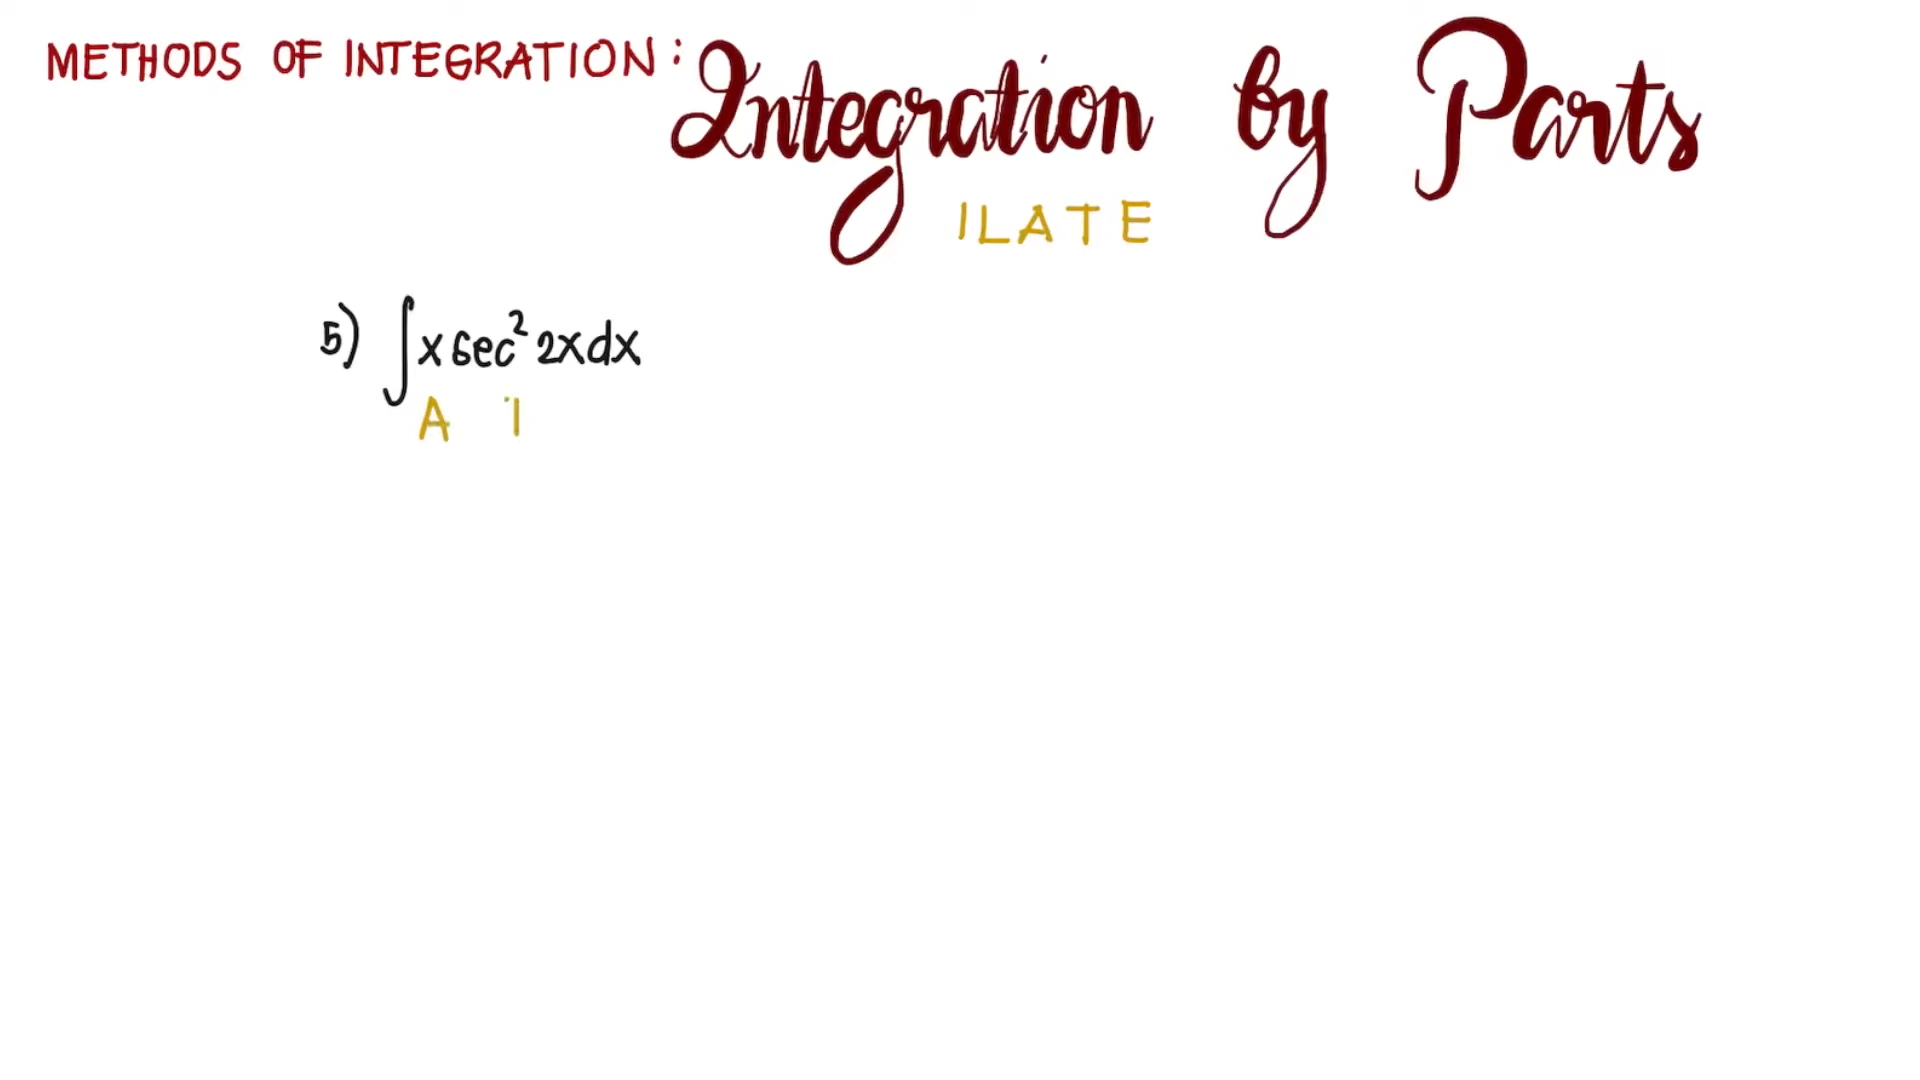 METHODS OF INTEGRATION: Integration by Parts
ILATE
5) ∫x sec² 2x dx
A T